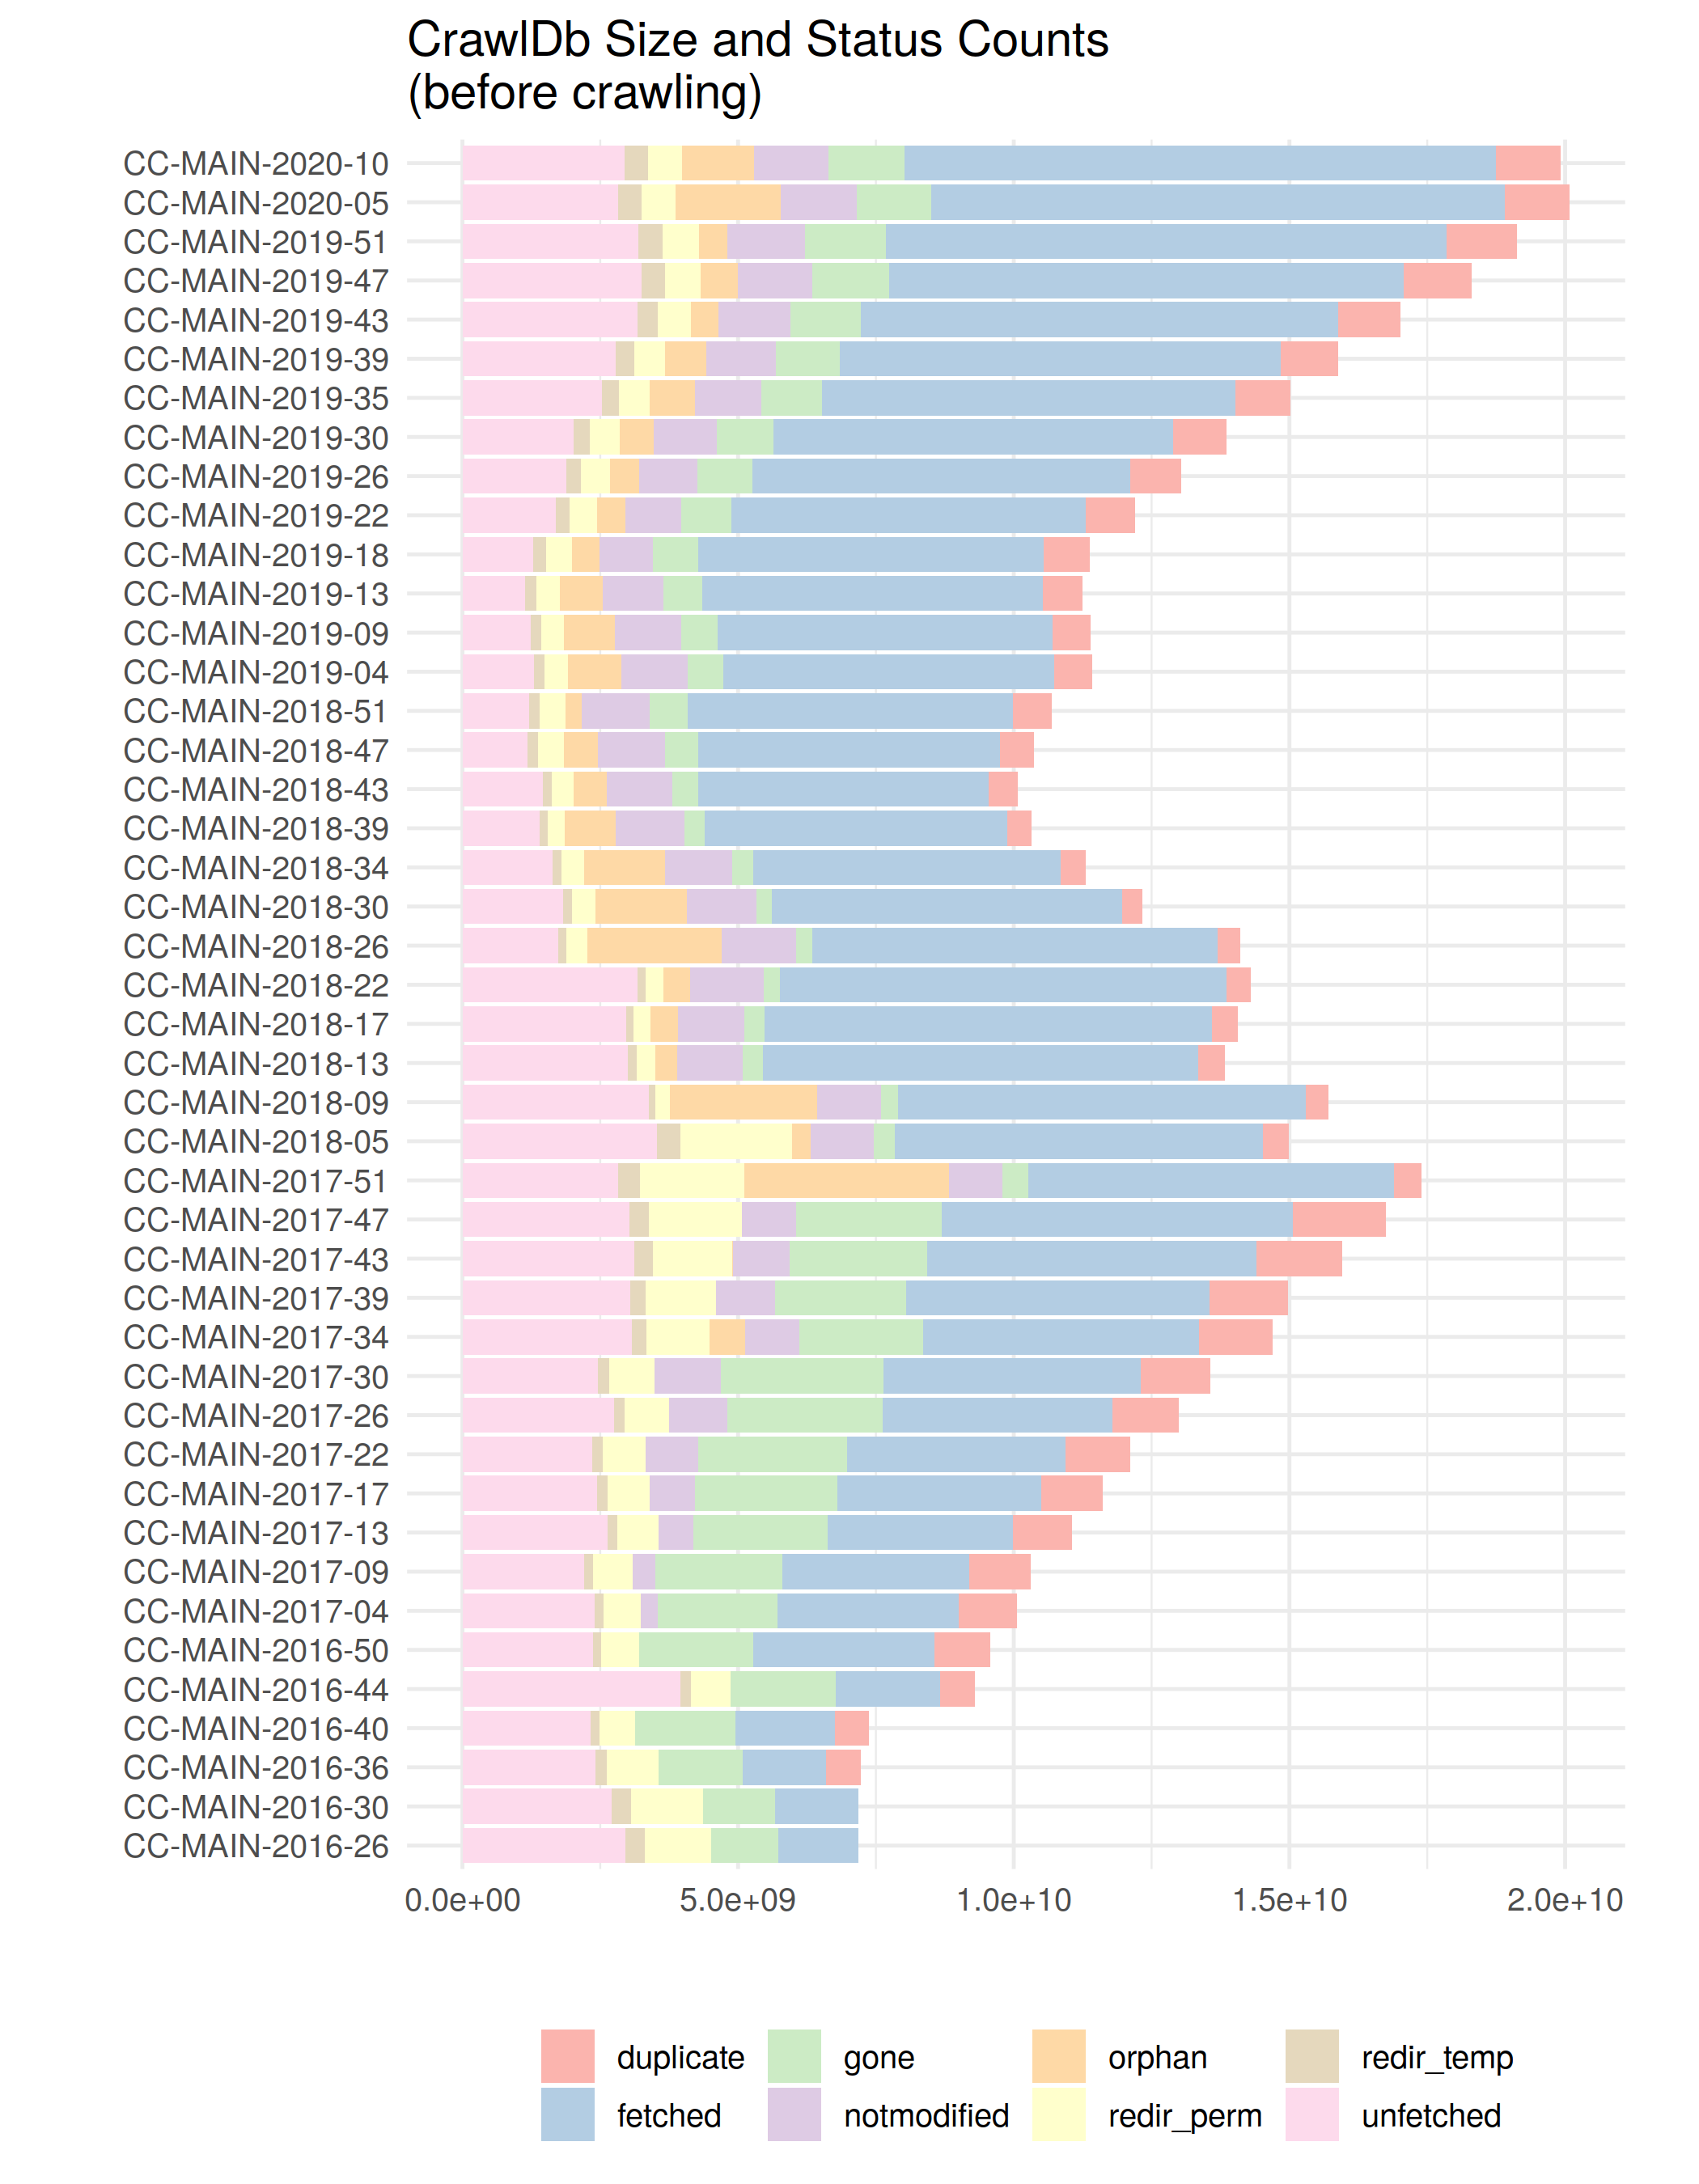 CrawlDb Size and Status Counts
(before crawling)
CC-MAIN-2020-10
CC-MAIN-2020-05
CC-MAIN-2019-51
CC-MAIN-2019-47
CC-MAIN-2019-43
CC-MAIN-2019-39
CC-MAIN-2019-35
CC-MAIN-2019-30
CC-MAIN-2019-26
CC-MAIN-2019-22
CC-MAIN-2019-18
CC-MAIN-2019-13
CC-MAIN-2019-09
CC-MAIN-2019-04
CC-MAIN-2018-51
CC-MAIN-2018-47
CC-MAIN-2018-43
CC-MAIN-2018-39
CC-MAIN-2018-34
CC-MAIN-2018-30
CC-MAIN-2018-26
CC-MAIN-2018-22
CC-MAIN-2018-17
CC-MAIN-2018-13
CC-MAIN-2018-09
CC-MAIN-2018-05
CC-MAIN-2017-51
CC-MAIN-2017-47
CC-MAIN-2017-43
CC-MAIN-2017-39
CC-MAIN-2017-34
CC-MAIN-2017-30
CC-MAIN-2017-26
CC-MAIN-2017-22
CC-MAIN-2017-17
CC-MAIN-2017-13
CC-MAIN-2017-09
CC-MAIN-2017-04
CC-MAIN-2016-50
CC-MAIN-2016-44
CC-MAIN-2016-40
CC-MAIN-2016-36
CC-MAIN-2016-30
CC-MAIN-2016-26
0.0e+00 5.0e+09 1.0e+10 1.5e+10 2.0e+10
duplicate gone orphan redir_temp
fetched notmodified redir_perm unfetched